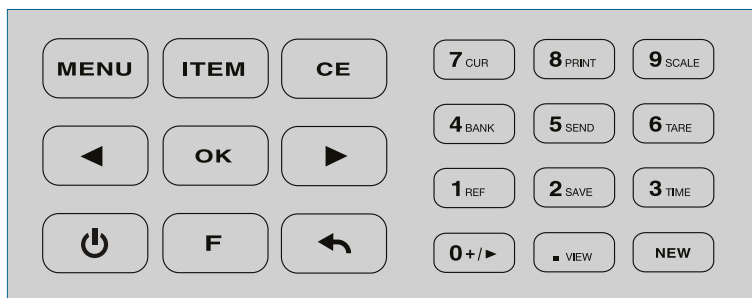 MENU ITEM CE
7 CUR 8 PRINT 9 SCALE
4 BANK 5 SEND 6 TARE
OK
1 REF 2 SAVE 3 TIME
F
0+/► . VIEW NEW